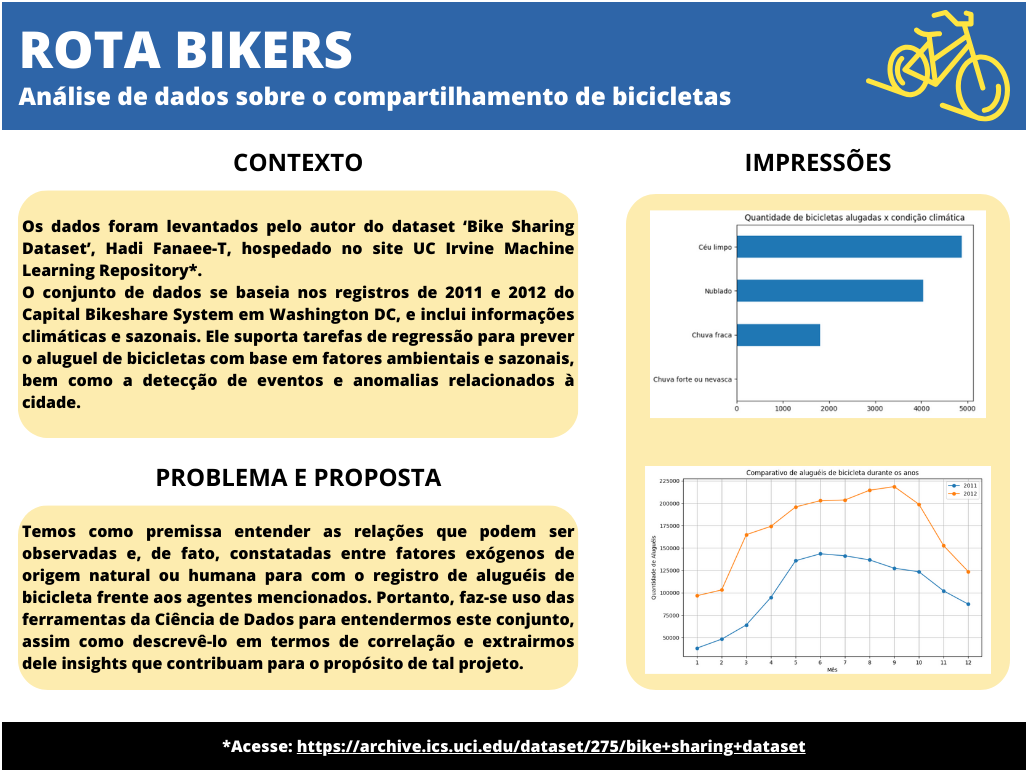 ROTA BIKERS
Análise de dados sobre o compartilhamento de bicicletas
CONTEXTO
Os dados foram levantados pelo autor do dataset ‘Bike Sharing
Dataset’, Hadi Fanaee-T, hospedado no site UC Irvine Machine
Learning Repository*.
O conjunto de dados se baseia nos registros de 2011 e 2012 do
Capital Bikeshare System em Washington DC, e inclui informações
climáticas e sazonais. Ele suporta tarefas de regressão para prever
o aluguel de bicicletas com base em fatores ambientais e sazonais,
bem como a detecção de eventos e anomalias relacionados à
cidade.
PROBLEMA E PROPOSTA
Temos como premissa entender as relações que podem ser
observadas e, de fato, constatadas entre fatores exógenos de
origem natural ou humana para com o registro de aluguéis de
bicicleta frente aos agentes mencionados. Portanto, faz-se uso das
ferramentas da Ciência de Dados para entendermos este conjunto,
assim como descrevê-lo em termos de correlação e extrairmos
dele insights que contribuam para o propósito de tal projeto.
IMPRESSÕES
Quantidade de bicicletas alugadas x condição climática
Céu limpo
Nublado
Chuva fraca
Chuva forte ou nevasca
0 1000 2000 3000 4000 5000
Comparativo de aluguéis de bicicleta durante os anos
2011
2012
Quantidade de Aluguéis
225000
200000
175000
150000
125000
100000
75000
50000
1 2 3 4 5 6 7 8 9 10 11 12
Mês
*Acesse: https://archive.ics.uci.edu/dataset/275/bike+sharing+dataset